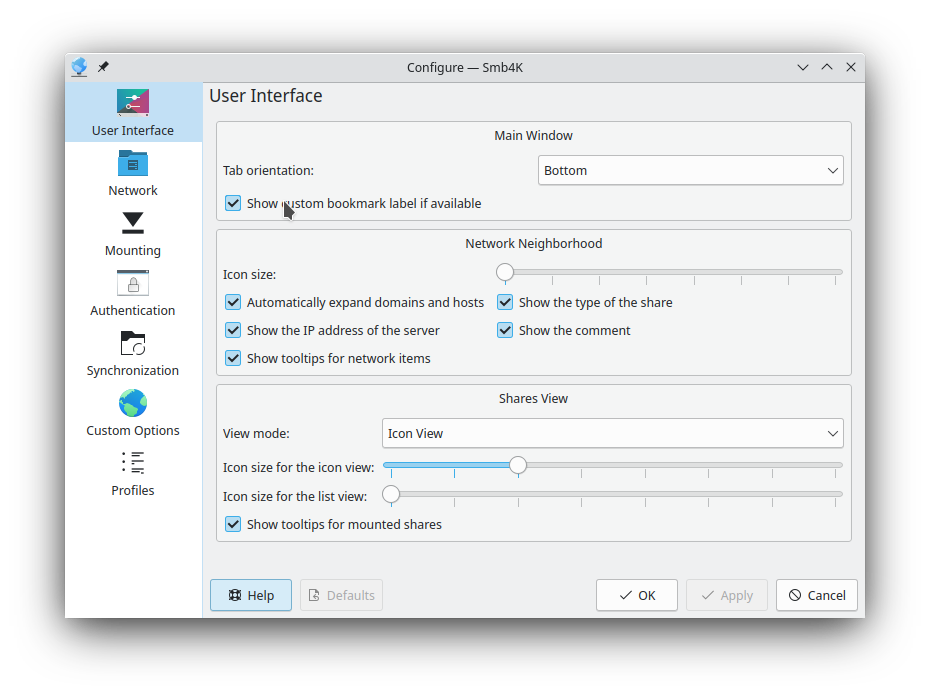 Configure — Smb4K
User Interface
Network
Mounting
Authentication
Synchronization
Custom Options
Profiles
User Interface
Main Window
Tab orientation: Bottom
Show custom bookmark label if available
Network Neighborhood
Icon size:
Automatically expand domains and hosts Show the type of the share
Show the IP address of the server Show the comment
Show tooltips for network items
Shares View
View mode: Icon View
Icon size for the icon view:
Icon size for the list view:
Show tooltips for mounted shares
Help Defaults OK Apply Cancel